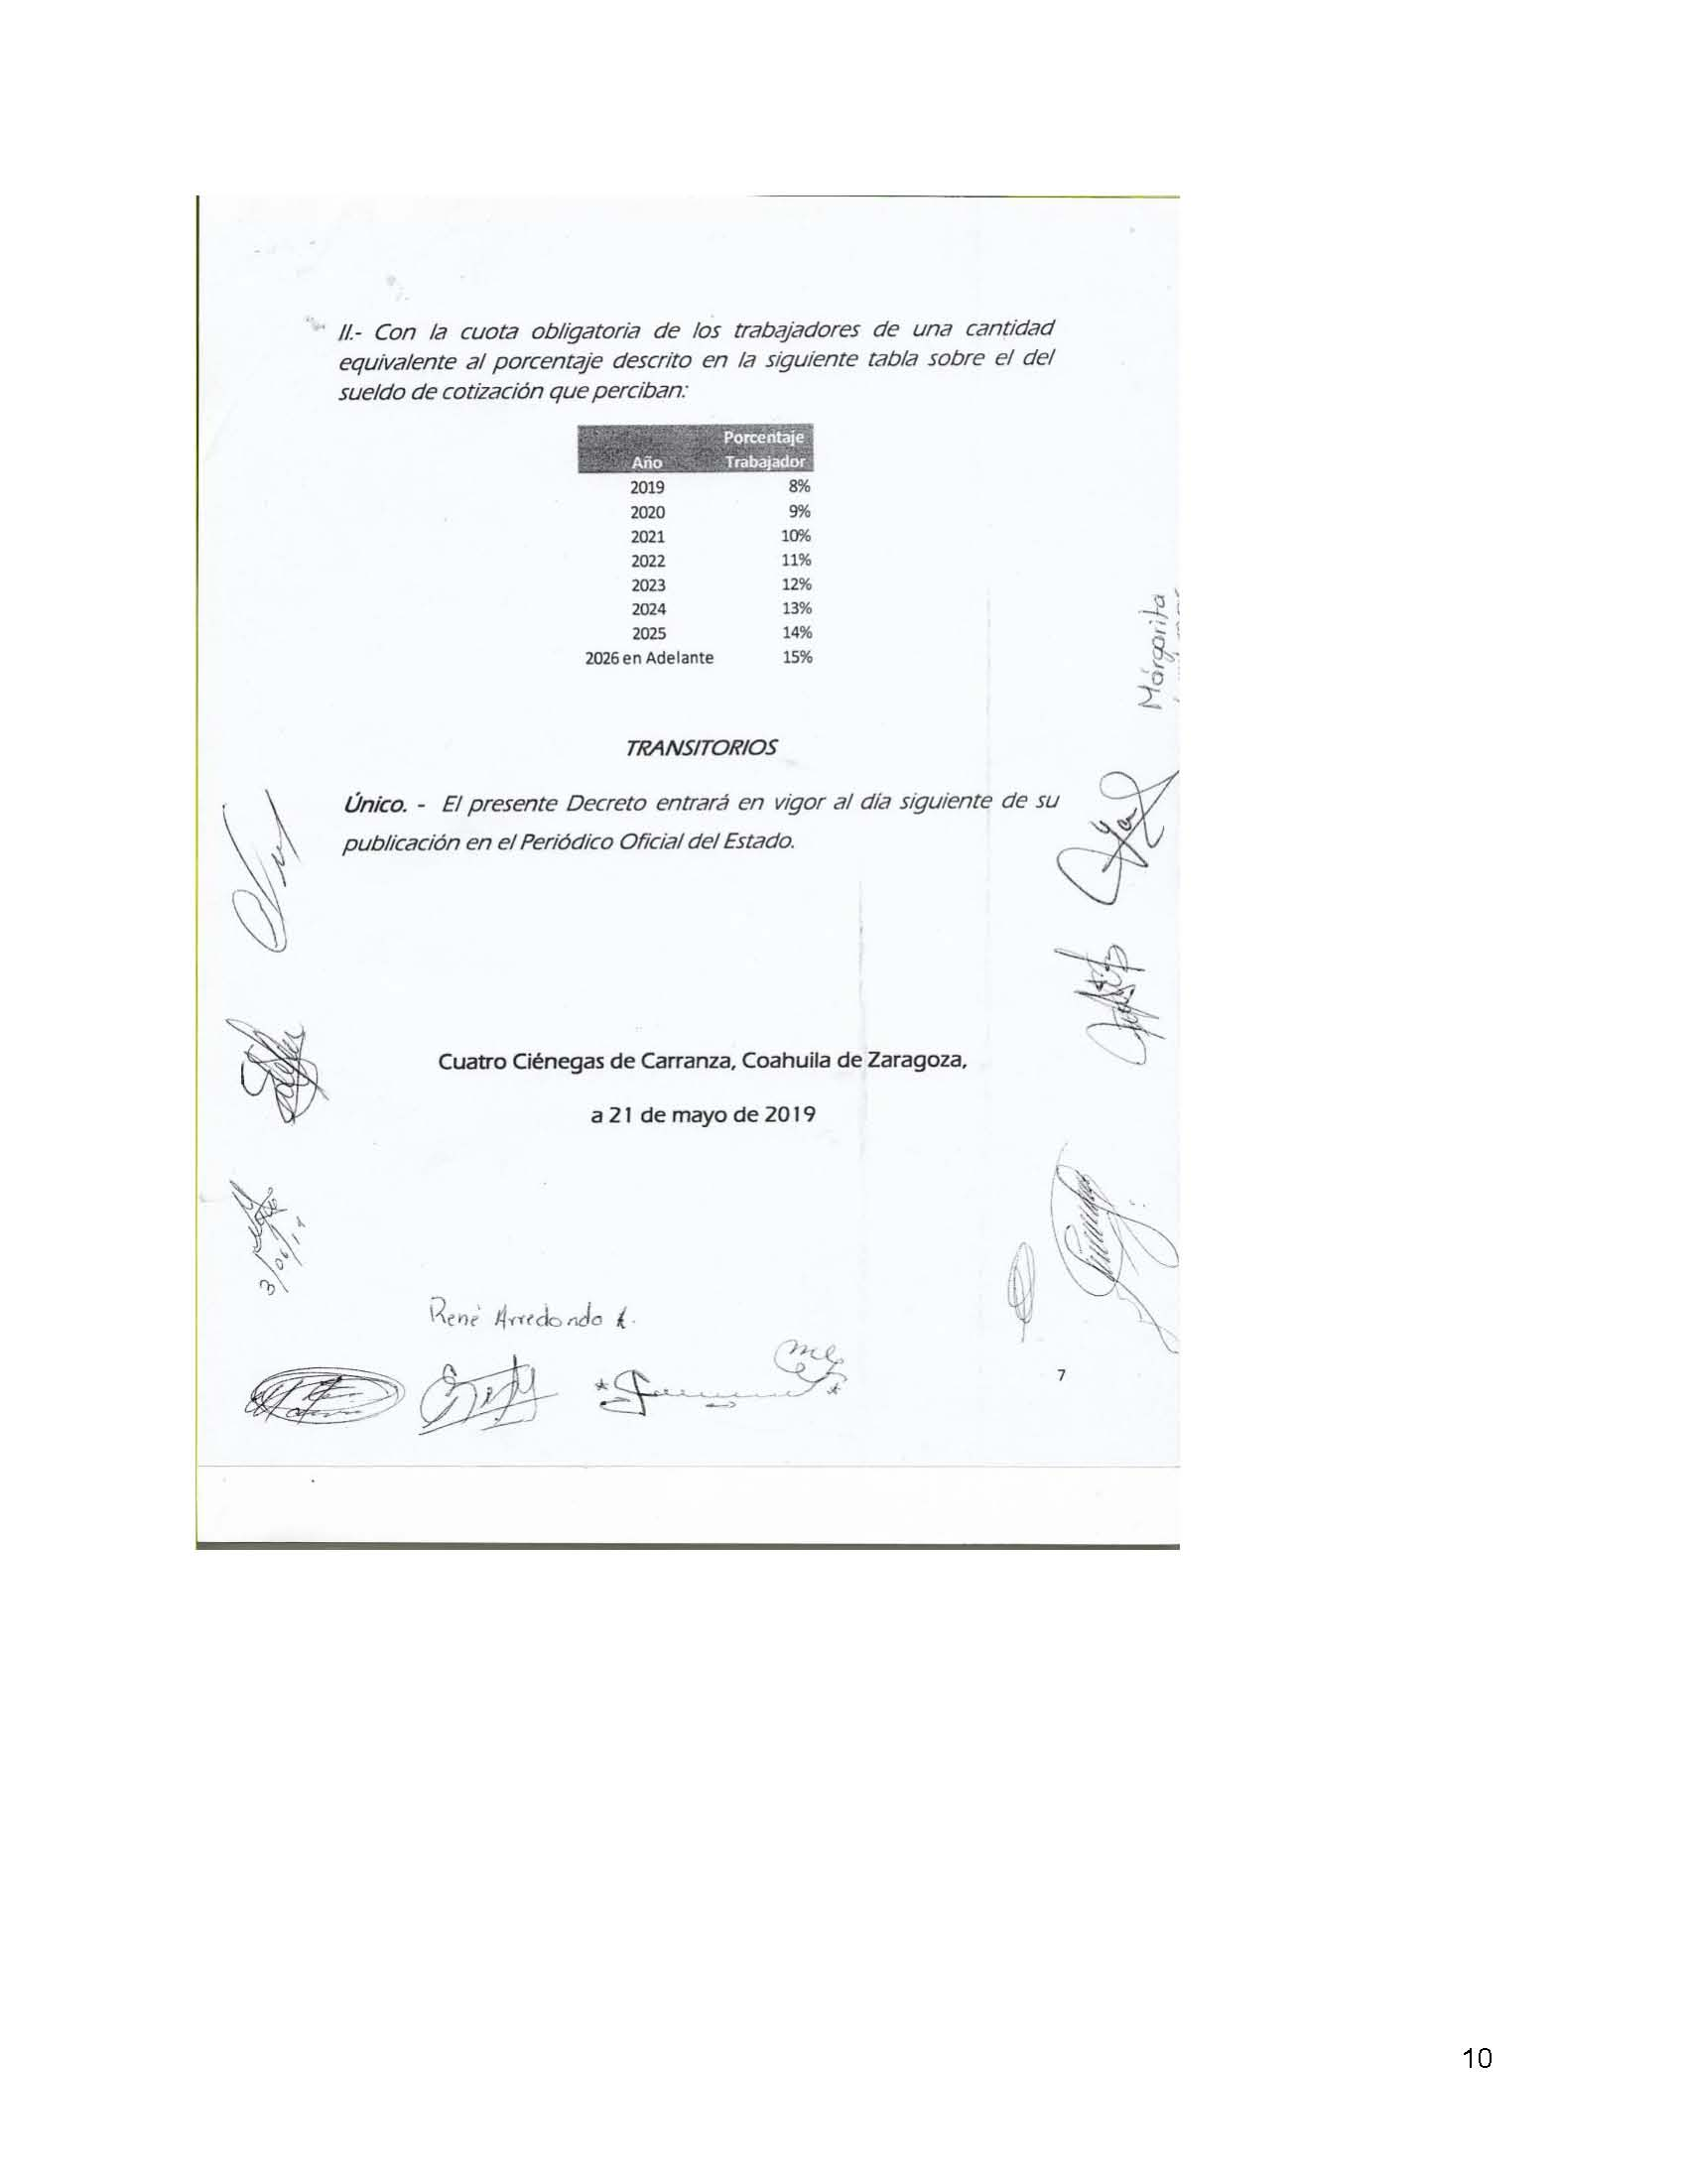 II.- Con la cuota obligatoria de los trabajadores de una cantidad
equivalente al porcentaje descrito en la siguiente tabla sobre el del
sueldo de cotización que perciban:
Porcentaje
Año Trabajador
2019 8%
2020 9%
2021 10%
2022 11%
2023 12%
2024 13%
2025 14%
2026 en Adelante 15%
Márgarita
TRANSITORIOS
Único. - El presente Decreto entrará en vigor al día siguiente de su
publicación en el Periódico Oficial del Estado.
Cuatro Ciénegas de Carranza, Coahuila de Zaragoza,
a 21 de mayo de 2019
René Arredondo
7
10